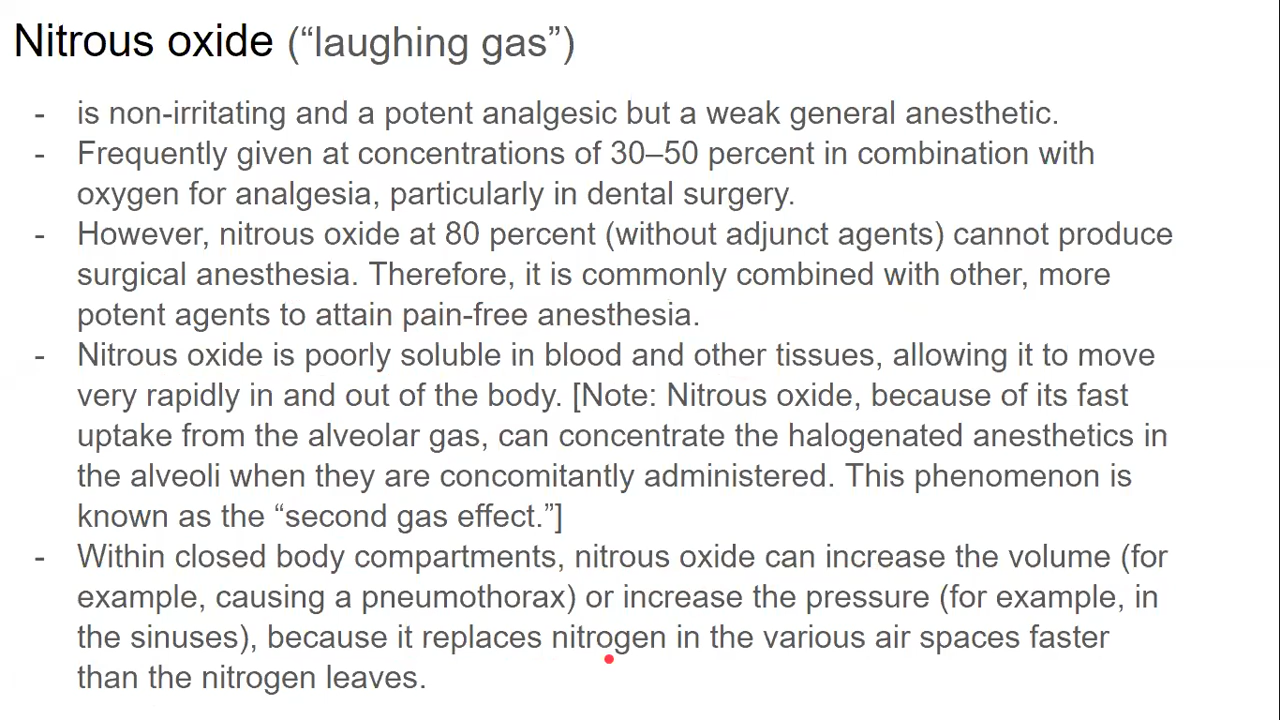 Nitrous oxide (“laughing gas”)
- is non-irritating and a potent analgesic but a weak general anesthetic.
- Frequently given at concentrations of 30–50 percent in combination with
oxygen for analgesia, particularly in dental surgery.
- However, nitrous oxide at 80 percent (without adjunct agents) cannot produce
surgical anesthesia. Therefore, it is commonly combined with other, more
potent agents to attain pain-free anesthesia.
- Nitrous oxide is poorly soluble in blood and other tissues, allowing it to move
very rapidly in and out of the body. [Note: Nitrous oxide, because of its fast
uptake from the alveolar gas, can concentrate the halogenated anesthetics in
the alveoli when they are concomitantly administered. This phenomenon is
known as the “second gas effect.”]
- Within closed body compartments, nitrous oxide can increase the volume (for
example, causing a pneumothorax) or increase the pressure (for example, in
the sinuses), because it replaces nitrogen in the various air spaces faster
than the nitrogen leaves.